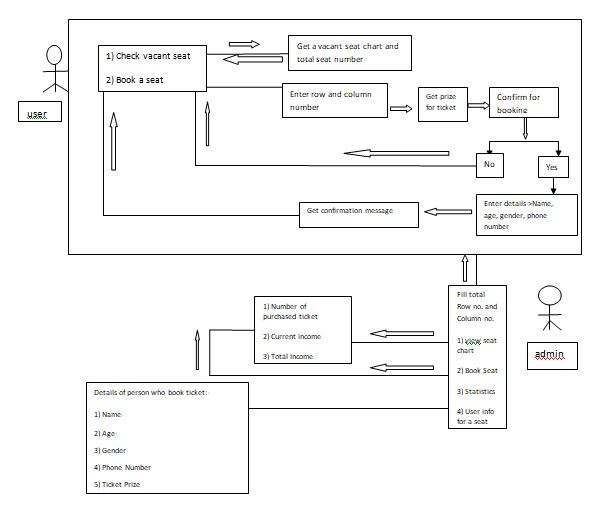 1) Check vacant seat
2) Book a seat
Get a vacant seat chart and
total seat number
Enter row and column
number
Get prize
for ticket
Confirm for
booking
user
No
Yes
Get confirmation message
Enter details >Name,
age, gender, phone
number
1) Number of
purchased ticket
2) Current income
3) Total Income
Fill total
Row no. and
Column no.
1) view seat
chart
2) Book Seat
3) Statistics
4) User info
for a seat
admin
Details of person who book ticket:
1) Name
2) Age
3) Gender
4) Phone Number
5) Ticket Prize